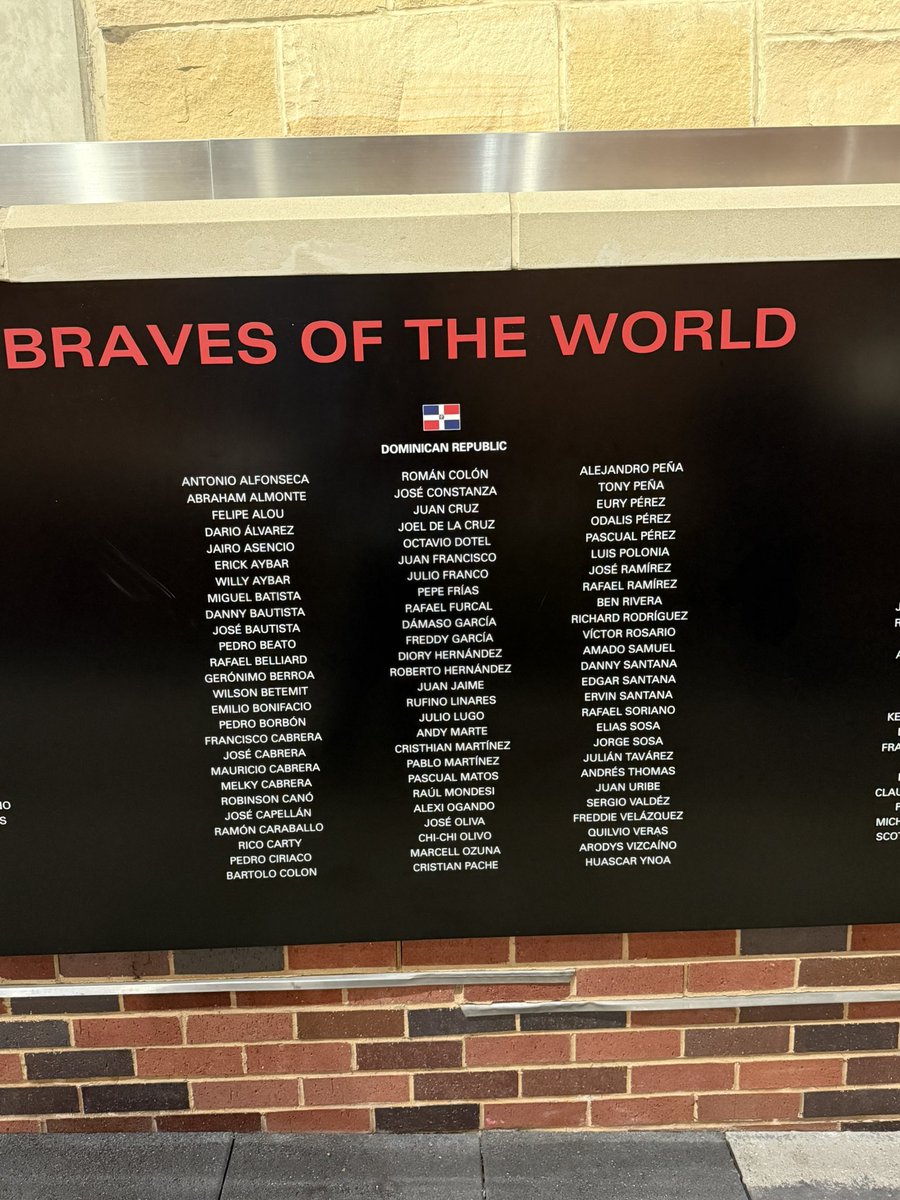 BRAVES OF THE WORLD
DOMINICAN REPUBLIC
ANTONIO ALFONSECA
ABRAHAM ALMONTE
FELIPE ALOU
DARIO ÁLVAREZ
JAIRO ASENCIO
ERICK AYBAR
WILLY AYBAR
MIGUEL BATISTA
DANNY BAUTISTA
JOSÉ BAUTISTA
PEDRO BEATO
RAFAEL BELLIARD
GERÓNIMO BERROA
WILSON BETEMIT
EMILIO BONIFACIO
PEDRO BORBÓN
FRANCISCO CABRERA
JOSÉ CABRERA
MAURICIO CABRERA
MELKY CABRERA
ROBINSON CANÓ
JOSÉ CAPELLÁN
RAMÓN CARABALLO
RICO CARTY
PEDRO CIRIACO
BARTOLO COLON
ROMÁN COLÓN
JOSÉ CONSTANZA
JUAN CRUZ
JOEL DE LA CRUZ
OCTAVIO DOTEL
JUAN FRANCISCO
JULIO FRANCO
PEPE FRÍAS
RAFAEL FURCAL
DÁMASO GARCÍA
FREDDY GARCÍA
DIORY HERNÁNDEZ
ROBERTO HERNÁNDEZ
JUAN JAIME
RUFINO LINARES
JULIO LUGO
ANDY MARTE
CRISTHIAN MARTÍNEZ
PABLO MARTÍNEZ
PASCUAL MATOS
RAÚL MONDESI
ALEXI OGANDO
JOSÉ OLIVA
CHI-CHI OLIVO
MARCELL OZUNA
CRISTIAN PACHE
ALEJANDRO PEÑA
TONY PEÑA
EURY PÉREZ
ODALIS PÉREZ
PASCUAL PÉREZ
LUIS POLONIA
JOSÉ RAMÍREZ
RAFAEL RAMÍREZ
BEN RIVERA
RICHARD RODRÍGUEZ
VÍCTOR ROSARIO
AMADO SAMUEL
DANNY SANTANA
EDGAR SANTANA
ERVIN SANTANA
RAFAEL SORIANO
ELIAS SOSA
JORGE SOSA
JULIÁN TAVÁREZ
ANDRÉS THOMAS
JUAN URIBE
SERGIO VALDÉZ
FREDDIE VELÁZQUEZ
QUILVIO VERAS
ARODYS VIZCAÍNO
HUASCAR YNOA